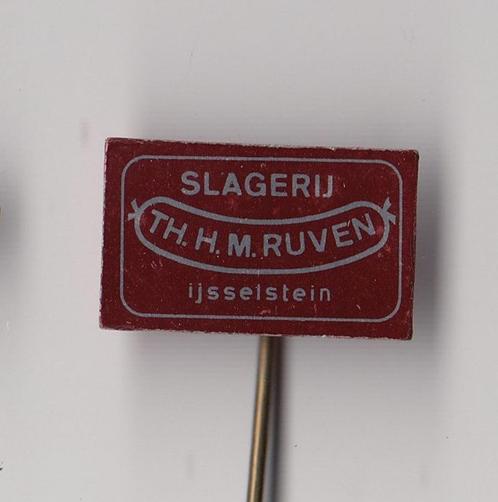 SLAGERIJ
TH. H. M. RUVEN
ijsselstein